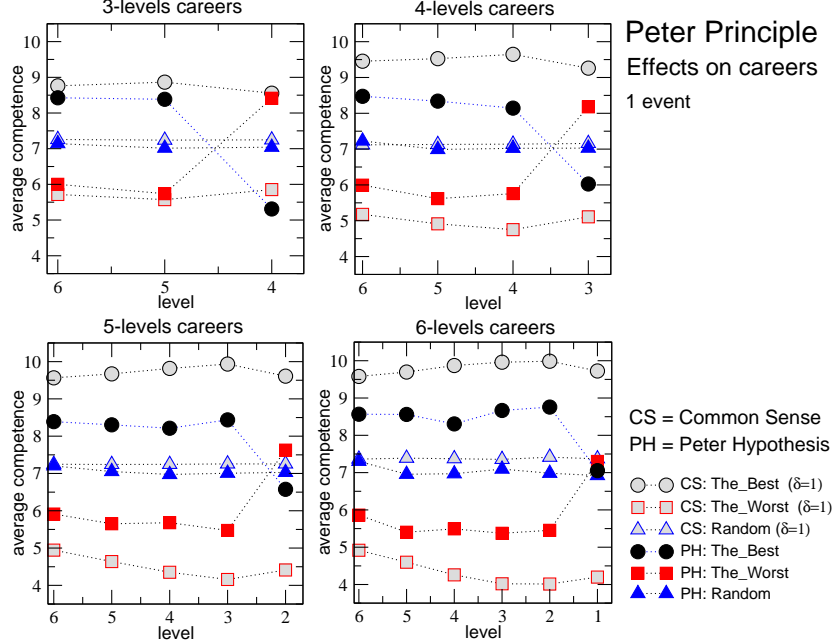 3-levels careers
10
9
8
7
6
5
4
average competence
6
5
4
level
4-levels careers
10
9
8
7
6
5
4
average competence
6
5
4
3
level
Peter Principle
Effects on careers
1 event
5-levels careers
10
9
8
7
6
5
4
average competence
6
5
4
3
2
level
6-levels careers
10
9
8
7
6
5
4
average competence
6
5
4
3
2
1
level
CS = Common Sense
PH = Peter Hypothesis
CS: The_Best (δ=1)
CS: The_Worst (δ=1)
CS: Random (δ=1)
PH: The_Best
PH: The_Worst
PH: Random